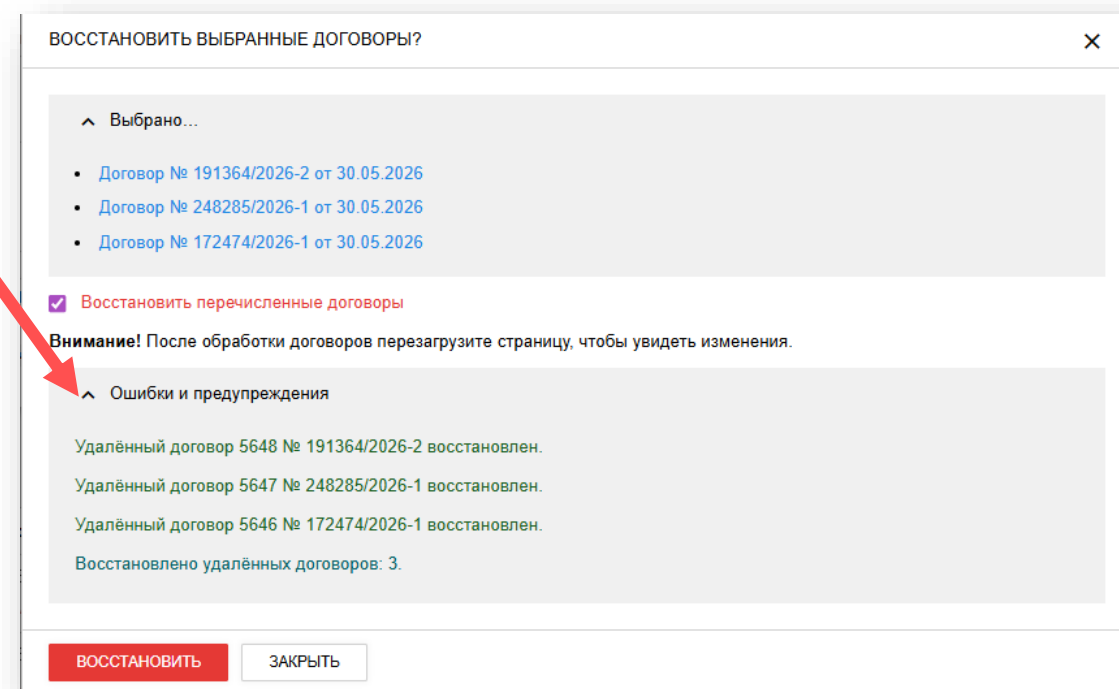 ВОССТАНОВИТЬ ВЫБРАННЫЕ ДОГОВОРЫ?
Выбрано...
Договор № 191364/2026-2 от 30.05.2026
Договор № 248285/2026-1 от 30.05.2026
Договор № 172474/2026-1 от 30.05.2026
Восстановить перечисленные договоры
Внимание! После обработки договоров перезагрузите страницу, чтобы увидеть изменения.
Ошибки и предупреждения
Удалённый договор 5648 № 191364/2026-2 восстановлен.
Удалённый договор 5647 № 248285/2026-1 восстановлен.
Удалённый договор 5646 № 172474/2026-1 восстановлен.
Восстановлено удалённых договоров: 3.
ВОССТАНОВИТЬ ЗАКРЫТЬ